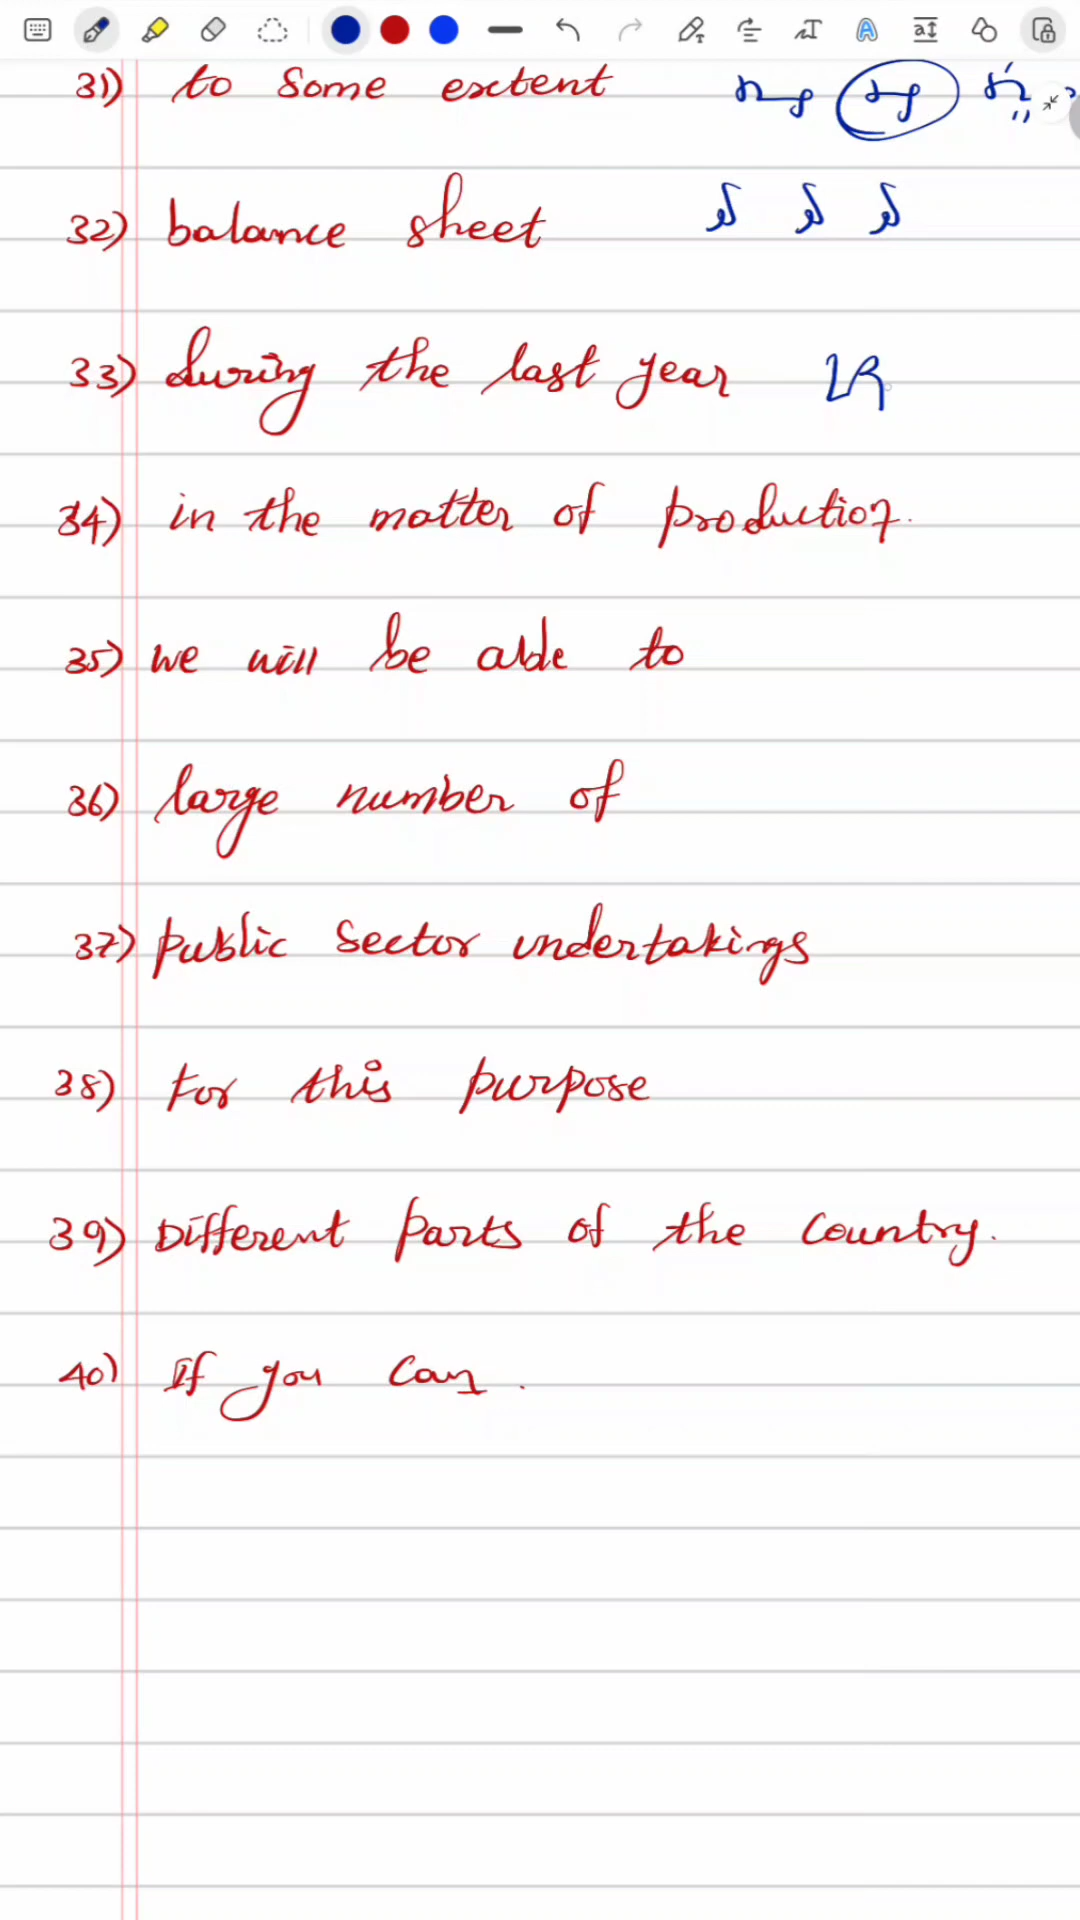 31) to some extent
32) balance sheet
33) during the last year
34) in the matter of production.
35) we will be able to
36) large number of
37) public sector undertakings
38) For this purpose
39) Different parts of the country.
40) If you can.